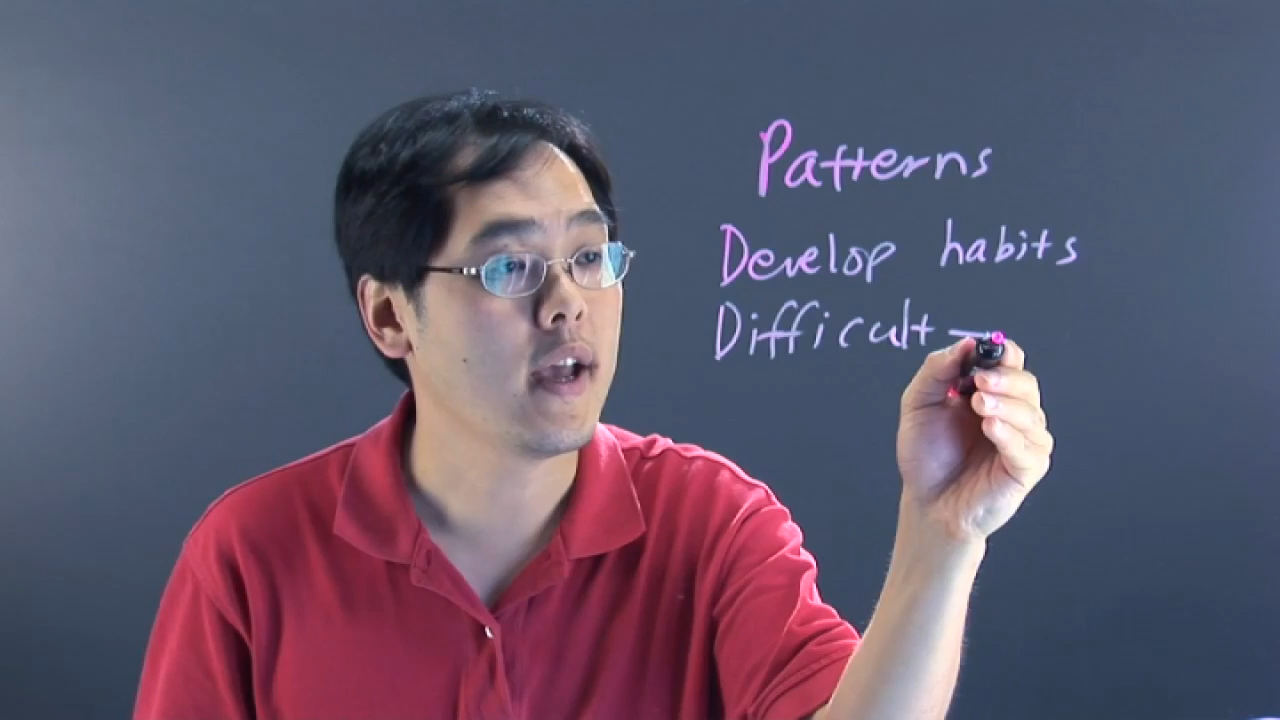 Patterns
Develop habits
Difficult →